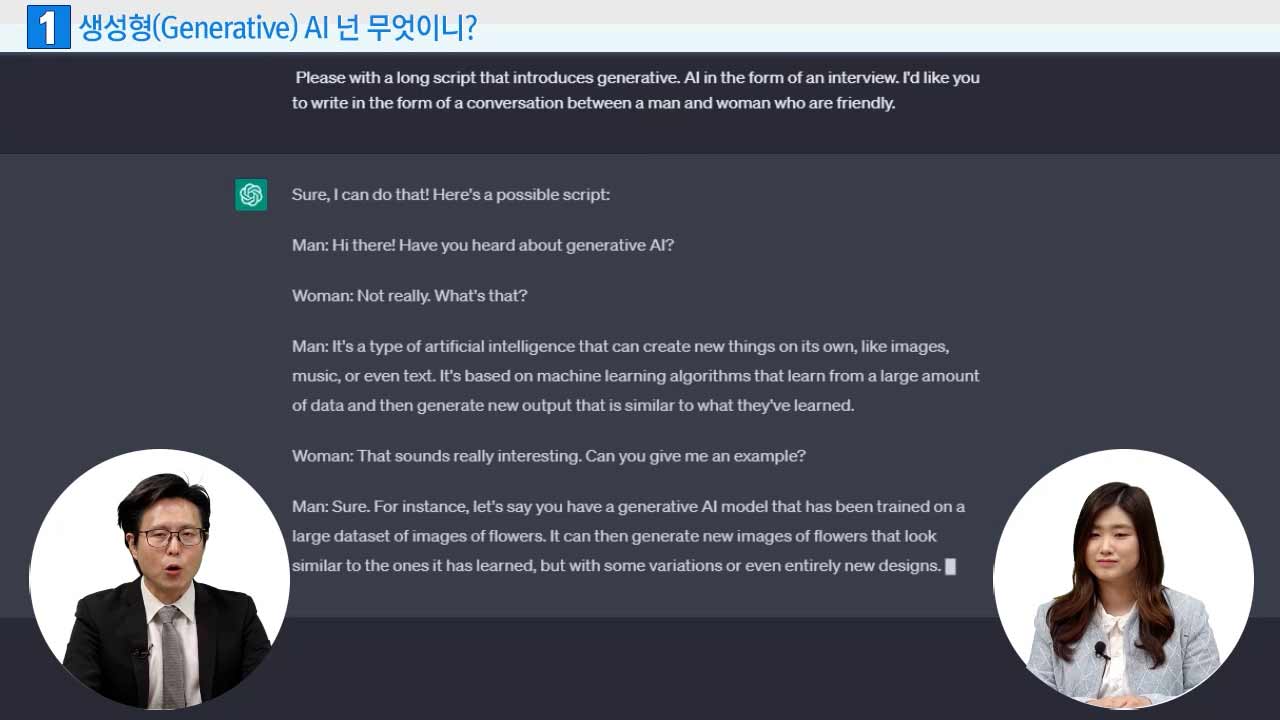 1 생성형(Generative) AI 넌 무엇이니?
Please with a long script that introduces generative. AI in the form of an interview. I'd like you
to write in the form of a conversation between a man and woman who are friendly.
Sure, I can do that! Here's a possible script:
Man: Hi there! Have you heard about generative AI?
Woman: Not really. What's that?
Man: It's a type of artificial intelligence that can create new things on its own, like images,
music, or even text. It's based on machine learning algorithms that learn from a large amount
of data and then generate new output that is similar to what they've learned.
Woman: That sounds really interesting. Can you give me an example?
Man: Sure. For instance, let's say you have a generative AI model that has been trained on a
large dataset of images of flowers. It can then generate new images of flowers that look
similar to the ones it has learned, but with some variations or even entirely new designs.